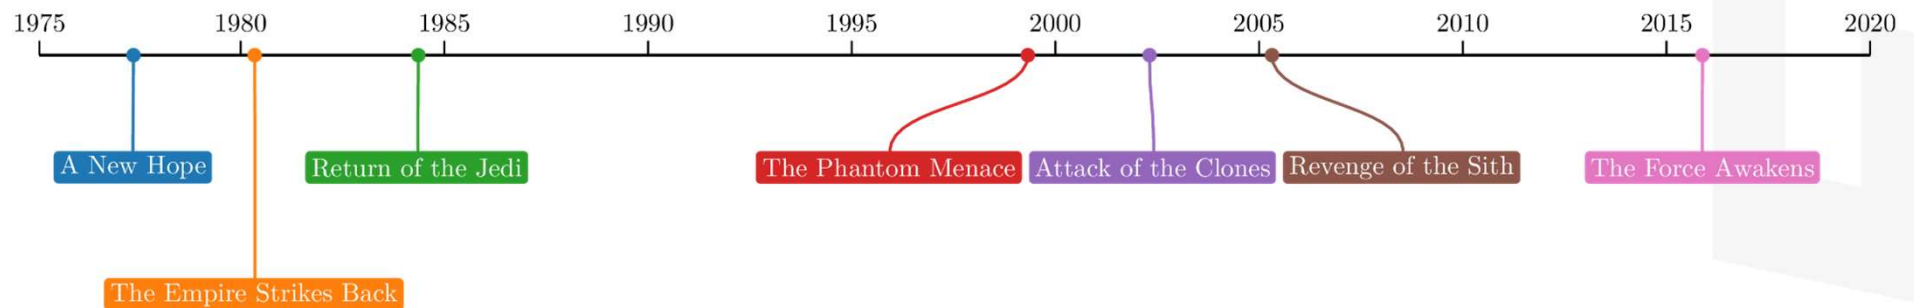 1975 1980 1985 1990 1995 2000 2005 2010 2015 2020
A New Hope Return of the Jedi The Phantom Menace Attack of the Clones Revenge of the Sith The Force Awakens
The Empire Strikes Back